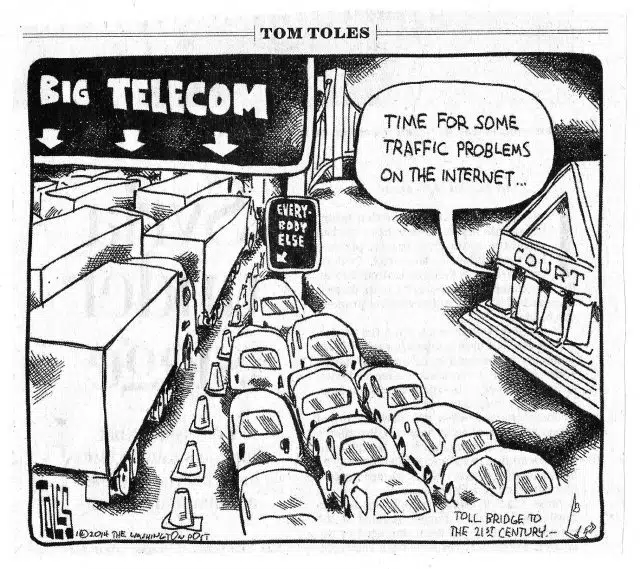 TOM TOLES
BIG TELECOM
TIME FOR SOME
TRAFFIC PROBLEMS
ON THE INTERNET...
EVERY-
BODY
ELSE
COURT
TOLES
©2014 THE WASHINGTON POST
TOLL BRIDGE TO
THE 21ST CENTURY.—